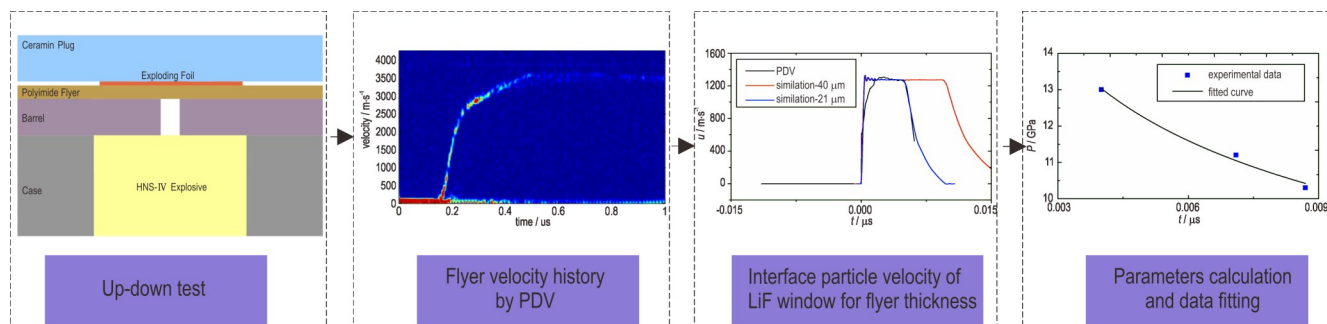 Ceramin Plug
Exploding Foil
Polyimide Flyer
Barrel
Case
HNS-IV Explosive
Up-down test
velocity / m·s⁻¹
4000
3500
3000
2500
2000
1500
1000
500
0
0
0.2
0.4
0.6
0.8
1
time / us
Flyer velocity history
by PDV
u / m·s⁻¹
1600
1200
800
400
0
PDV
similation-40 μm
similation-21 μm
-0.015
0.000
0.015
t / μs
Interface particle velocity of
LiF window for flyer thickness
P / GPa
14
13
12
11
10
experimental data
fitted curve
0.003
0.006
0.009
t / μs
Parameters calculation
and data fitting